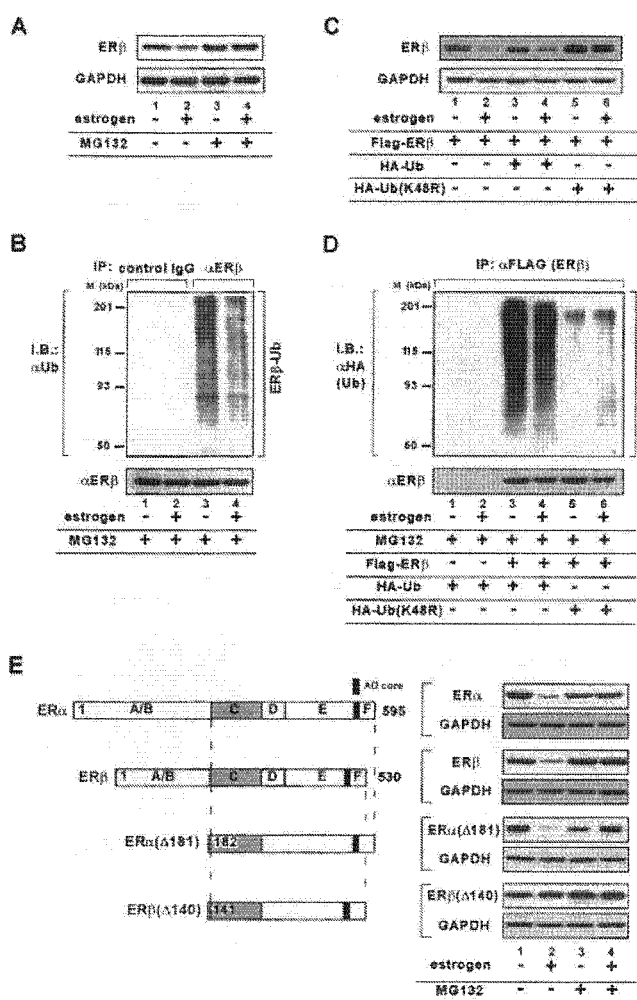 A
ERβ
GAPDH
1 2 3 4
estrogen - + - +
MG132 - - + +
C
ERβ
GAPDH
1 2 3 4 5 6
estrogen - + - + - +
Flag-ERβ + + + + + +
HA-Ub - - + + - -
HA-Ub(K48R) - - - - + +
B
IP: control IgG αERβ
M (kDa)
201
115
93
50
I.B.:
αUb
ERβ-Ub
αERβ
1 2 3 4
estrogen - + - +
MG132 + + + +
D
IP: αFLAG (ERβ)
M (kDa)
201
115
93
50
I.B.:
αHA
(Ub)
αERβ
1 2 3 4 5 6
estrogen - + - + - +
MG132 + + + + + +
Flag-ERβ - - + + + +
HA-Ub + + + + - -
HA-Ub(K48R) - - - - + +
E
AD core
ERα 1 A/B C D E F 595
ERβ 1 A/B C D E F 530
ERα(Δ181) 182
ERβ(Δ140) 141
ERα
GAPDH
ERβ
GAPDH
ERα(Δ181)
GAPDH
ERβ(Δ140)
GAPDH
1 2 3 4
estrogen - + - +
MG132 - - + +